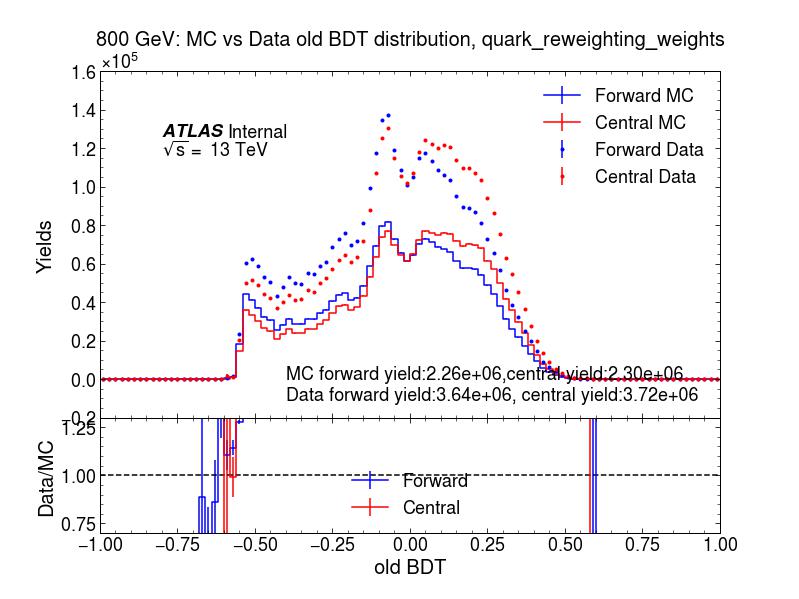 800 GeV: MC vs Data old BDT distribution, quark_reweighting_weights
×10⁵
1.6
1.4
1.2
1.0
0.8
0.6
0.4
0.2
0.0
0.2
Yields
ATLAS Internal
√s = 13 TeV
Forward MC
Central MC
Forward Data
Central Data
MC forward yield:2.26e+06,central yield:2.30e+06
Data forward yield:3.64e+06, central yield:3.72e+06
1.25
1.00
0.75
Data/MC
Forward
Central
−1.00 −0.75 −0.50 −0.25 0.00 0.25 0.50 0.75 1.00
old BDT